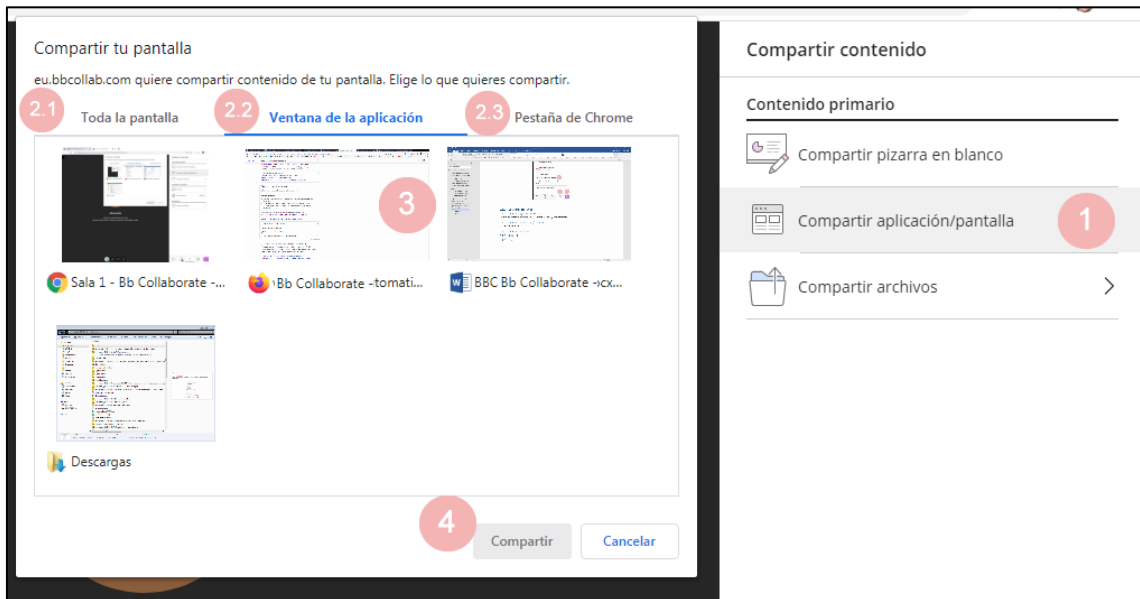 Compartir tu pantalla
eu.bbcollab.com quiere compartir contenido de tu pantalla. Elige lo que quieres compartir.
2.1 Toda la pantalla
2.2 Ventana de la aplicación
2.3 Pestaña de Chrome
3
Sala 1 - Bb Collaborate -...
Bb Collaborate -tomati...
BBC Bb Collaborate -cx...
Descargas
4
Compartir
Cancelar
Compartir contenido
Contenido primario
Compartir pizarra en blanco
Compartir aplicación/pantalla
1
Compartir archivos